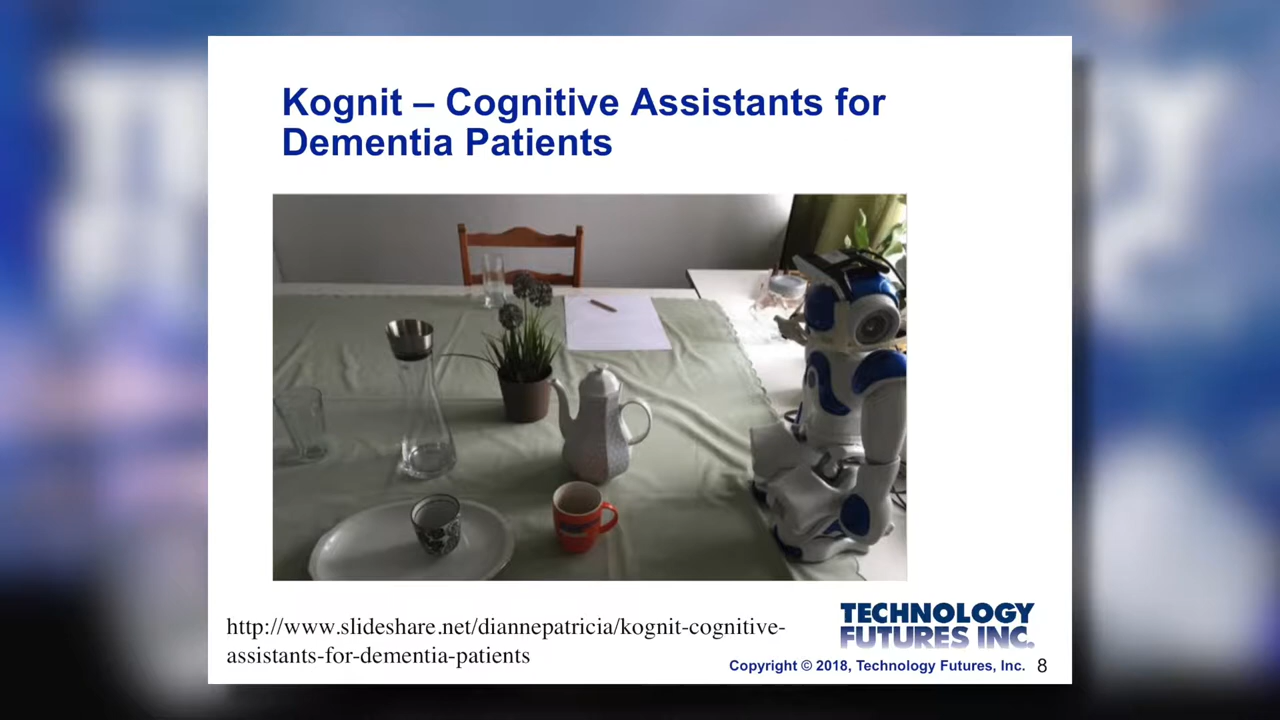 Kognit – Cognitive Assistants for
Dementia Patients
http://www.slideshare.net/diannepatricia/kognit-cognitive-
assistants-for-dementia-patients
TECHNOLOGY
FUTURES INC.
Copyright © 2018, Technology Futures, Inc. 8